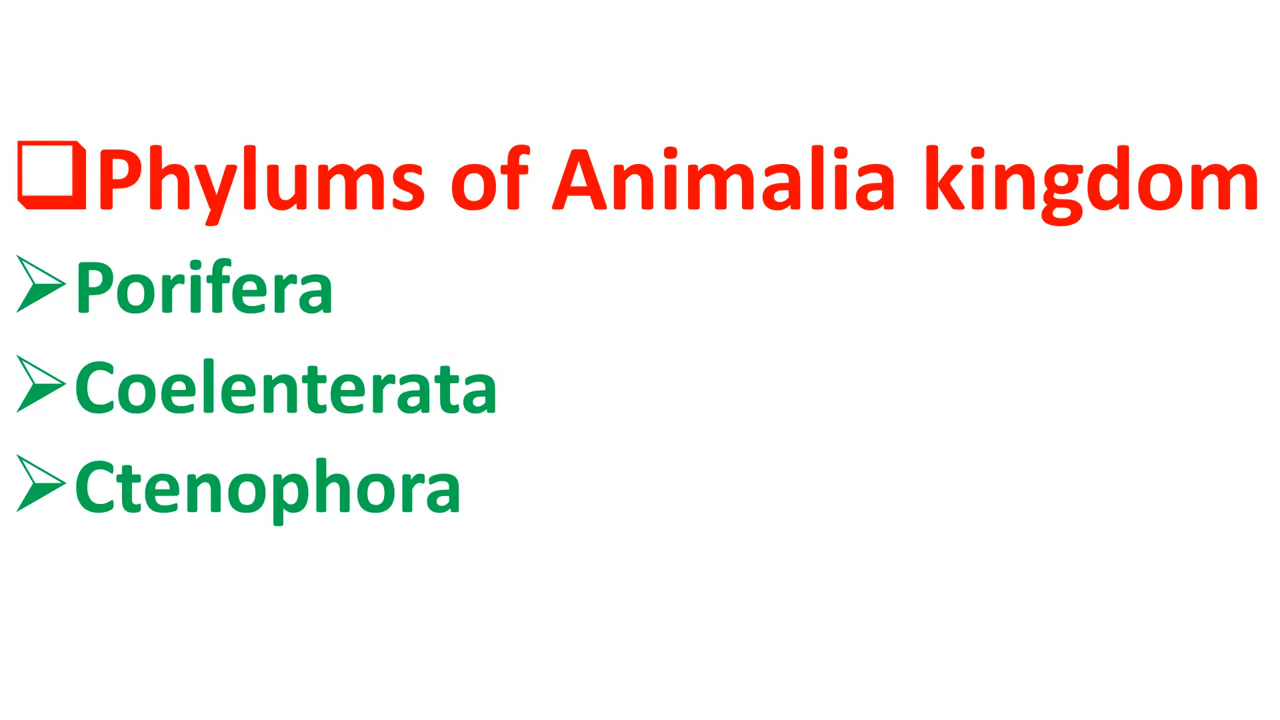 ❑Phylums of Animalia kingdom
➢Porifera
➢Coelenterata
➢Ctenophora